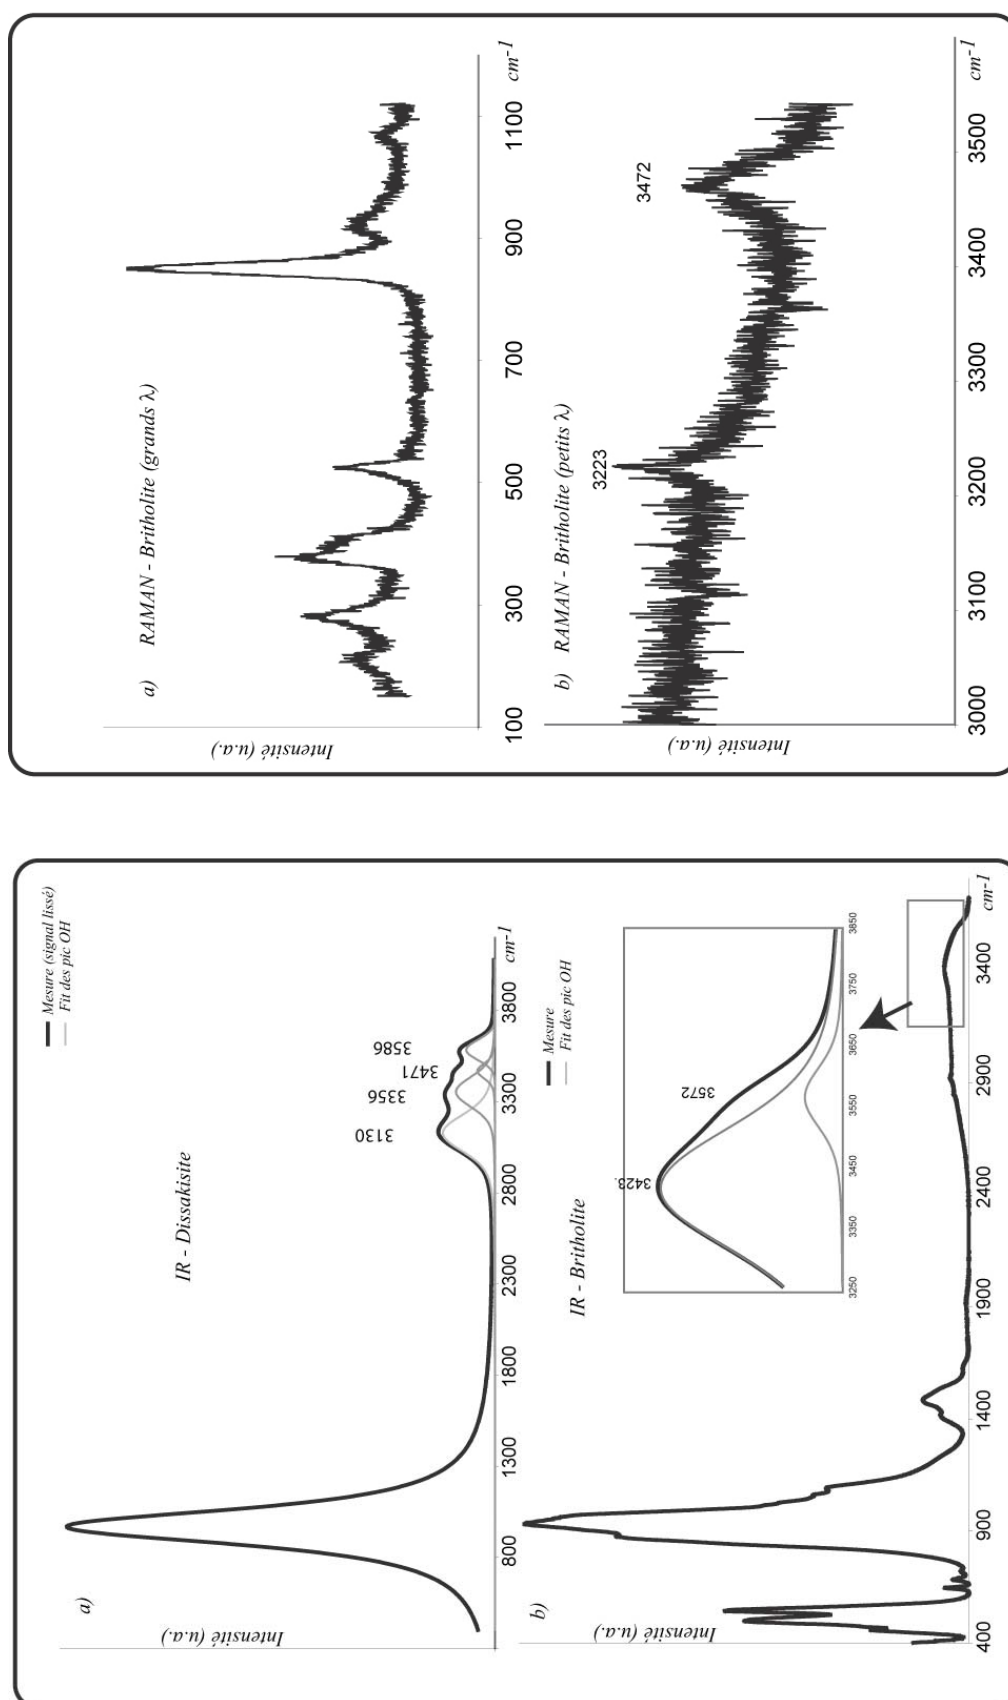 a)
IR - Dissakisite
Mesure (signal lissé)
Fit des pic OH
Intensité (u.a.)
3130
3356
3471
3586
800
1300
1800
2300
2800
3300
3800
cm-1
b)
IR - Britholite
Mesure
Fit des pic OH
Intensité (u.a.)
3423.
3572
3250
3350
3450
3550
3650
3750
3850
400
900
1400
1900
2400
2900
3400
cm-1
a) RAMAN - Britholite (grands λ)
Intensité (u.a.)
100
300
500
700
900
1100
cm-1
b) RAMAN - Britholite (petits λ)
Intensité (u.a.)
3223
3472
3000
3100
3200
3300
3400
3500
cm-1